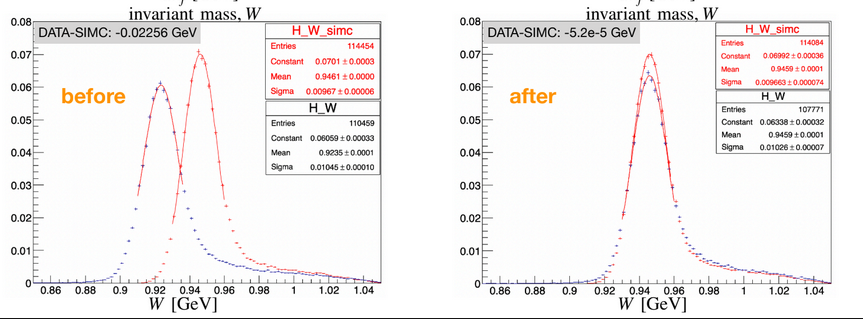 invariant mass, W
DATA-SIMC: -0.02256 GeV
before
H_W_simc
Entries 114454
Constant 0.0701 ± 0.0003
Mean 0.9461 ± 0.0000
Sigma 0.00967 ± 0.00006
H_W
Entries 110459
Constant 0.06059 ± 0.00033
Mean 0.9235 ± 0.0001
Sigma 0.01045 ± 0.00010
0.08
0.07
0.06
0.05
0.04
0.03
0.02
0.01
0
0.86 0.88 0.9 0.92 0.94 0.96 0.98 1 1.02 1.04
W [GeV]
invariant mass, W
DATA-SIMC: -5.2e-5 GeV
after
H_W_simc
Entries 114084
Constant 0.06992 ± 0.00036
Mean 0.9459 ± 0.0001
Sigma 0.009663 ± 0.000074
H_W
Entries 107771
Constant 0.06338 ± 0.00032
Mean 0.9459 ± 0.0001
Sigma 0.01026 ± 0.00007
0.08
0.07
0.06
0.05
0.04
0.03
0.02
0.01
0
0.86 0.88 0.9 0.92 0.94 0.96 0.98 1 1.02 1.04
W [GeV]